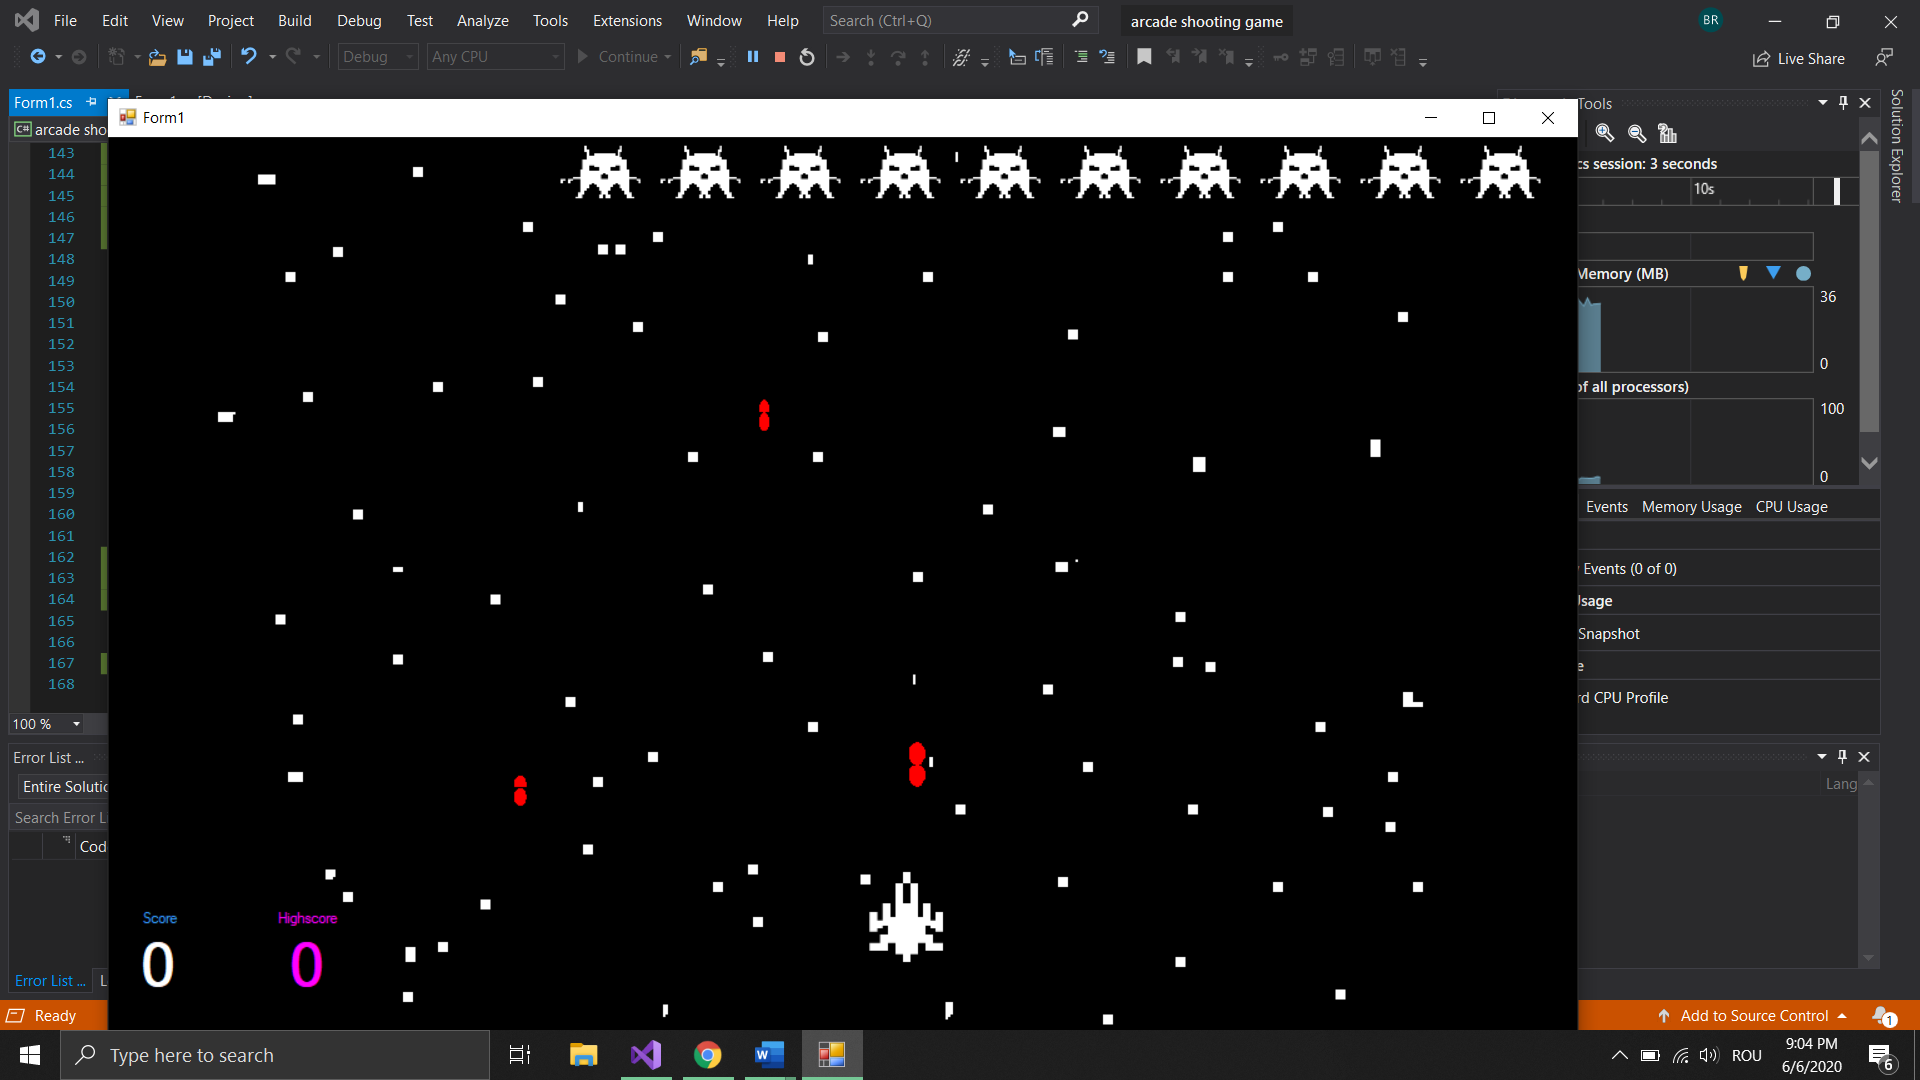 File Edit View Project Build Debug Test Analyze Tools Extensions Window Help Search (Ctrl+Q) arcade shooting game BR
Debug Any CPU Continue Live Share
Form1.cs Tools
Form1
arcade sho
143
144
145
146
147
148
149
150
151
152
153
154
155
156
157
158
159
160
161
162
163
164
165
166
167
168
100 %
Error List ...
Entire Solutio
Search Error L
Cod
Error List ... L
Score Highscore
0 0
cs session: 3 seconds
10s
Memory (MB)
36
0
of all processors)
100
0
Events Memory Usage CPU Usage
Events (0 of 0)
Usage
Snapshot
e
rd CPU Profile
Lang
Solution Explorer
Ready Add to Source Control 1
Type here to search ROU 9:04 PM
6/6/2020 6